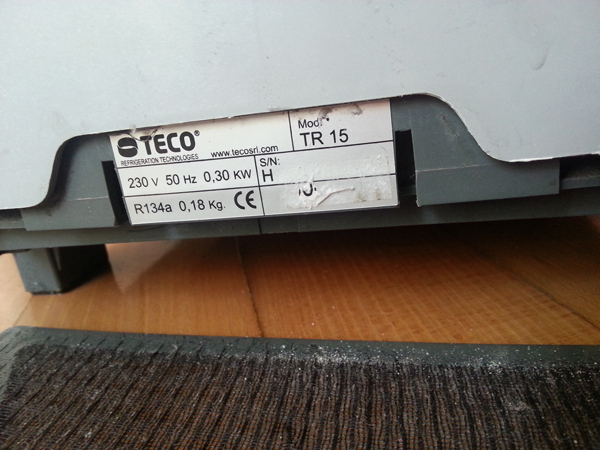 TECO®
REFRIGERATION TECHNOLOGIES
www.tecosrl.com
TR 15
230 V 50 Hz 0,30 KW
S/N:
H
R134a 0,18 Kg. CE